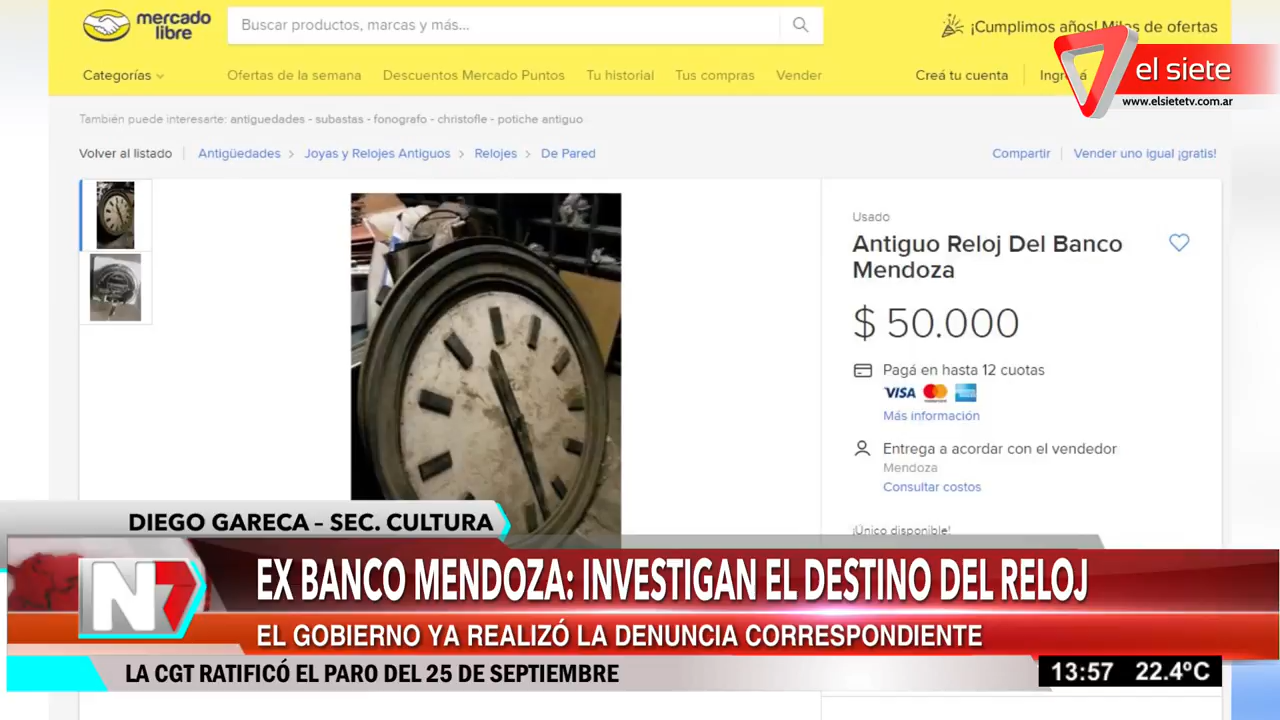 mercado
libre
Buscar productos, marcas y más...
¡Cumplimos años! Miles de ofertas
Categorías
Ofertas de la semana
Descuentos Mercado Puntos
Tu historial
Tus compras
Vender
Creá tu cuenta
Ingresá
el siete
www.elsietetv.com.ar
También puede interesarte: antiguedades - subastas - fonografo - christofle - potiche antiguo
Volver al listado
Antigüedades > Joyas y Relojes Antiguos > Relojes > De Pared
Compartir
Vender uno igual ¡gratis!
Usado
Antiguo Reloj Del Banco
Mendoza
$ 50.000
Pagá en hasta 12 cuotas
VISA
Más información
Entrega a acordar con el vendedor
Mendoza
Consultar costos
¡Único disponible!
DIEGO GARECA - SEC. CULTURA
N7
EX BANCO MENDOZA: INVESTIGAN EL DESTINO DEL RELOJ
EL GOBIERNO YA REALIZÓ LA DENUNCIA CORRESPONDIENTE
LA CGT RATIFICÓ EL PARO DEL 25 DE SEPTIEMBRE
13:57 22.4ºC